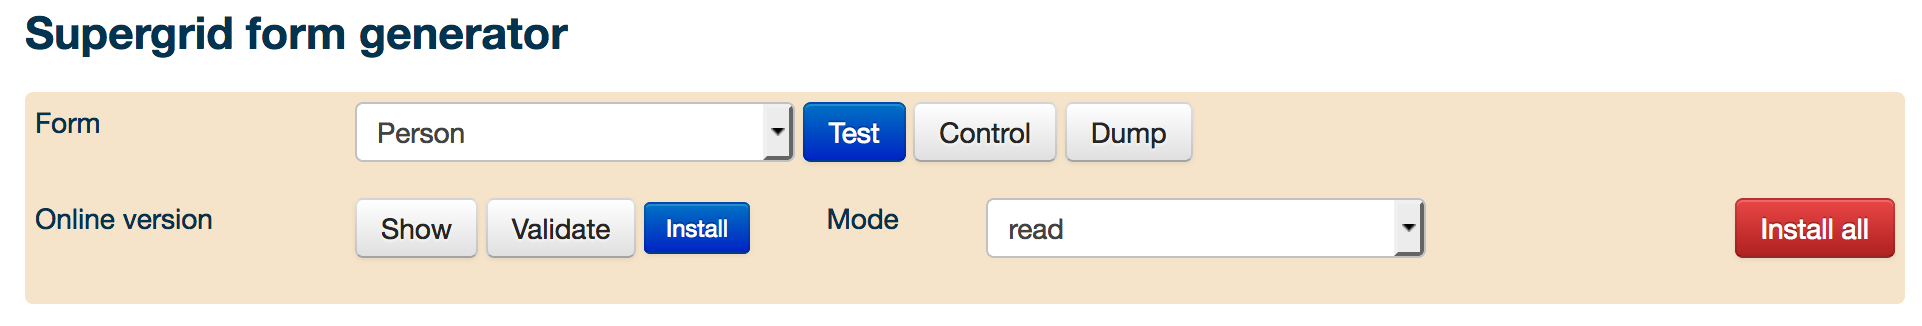 Supergrid form generator
Form Person Test Control Dump
Online version Show Validate Install Mode read Install all